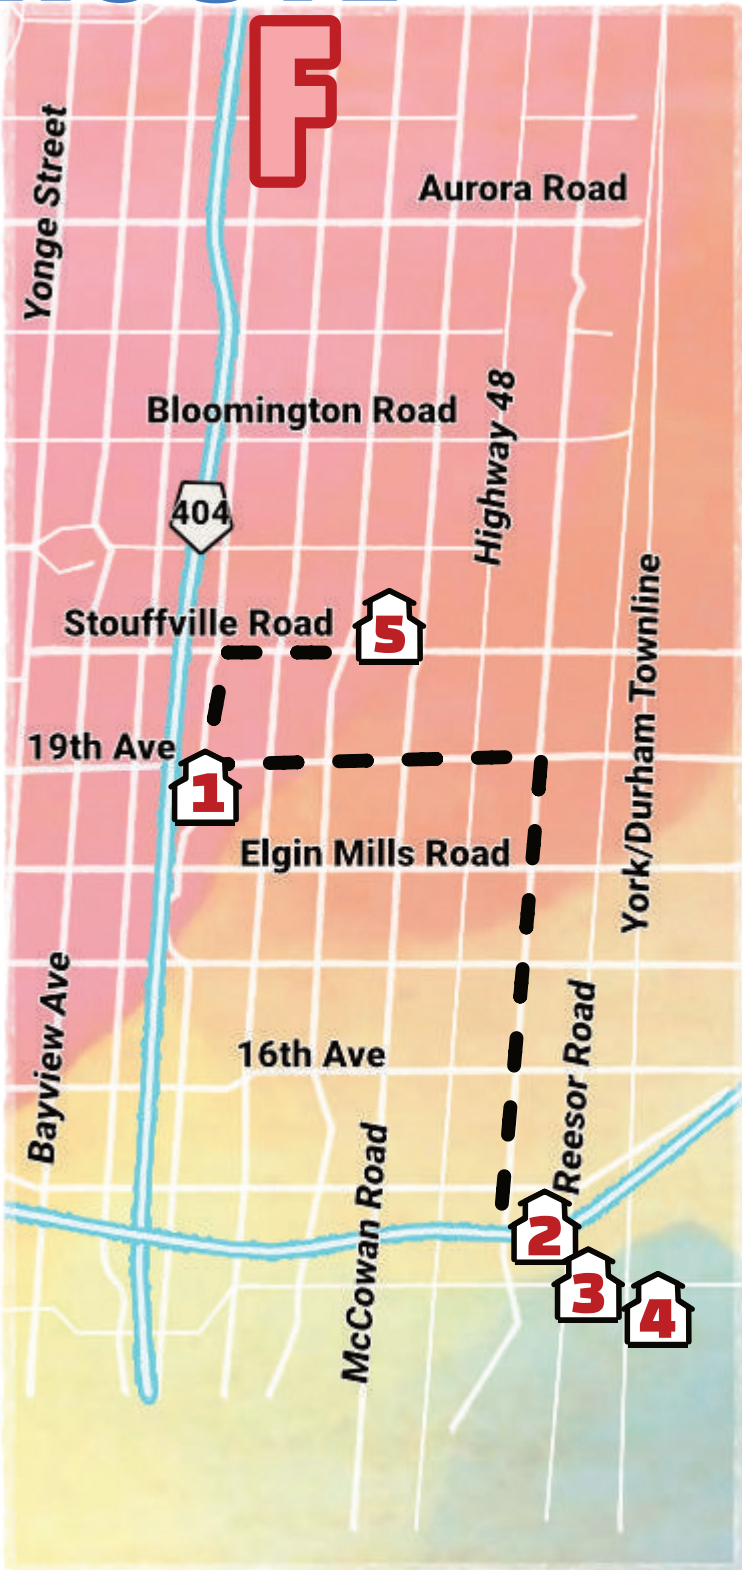 F
Yonge Street
Aurora Road
Bloomington Road
Highway 48
404
Stouffville Road
5
York/Durham Townline
19th Ave
1
Elgin Mills Road
Bayview Ave
Reesor Road
16th Ave
McCowan Road
2
3
4